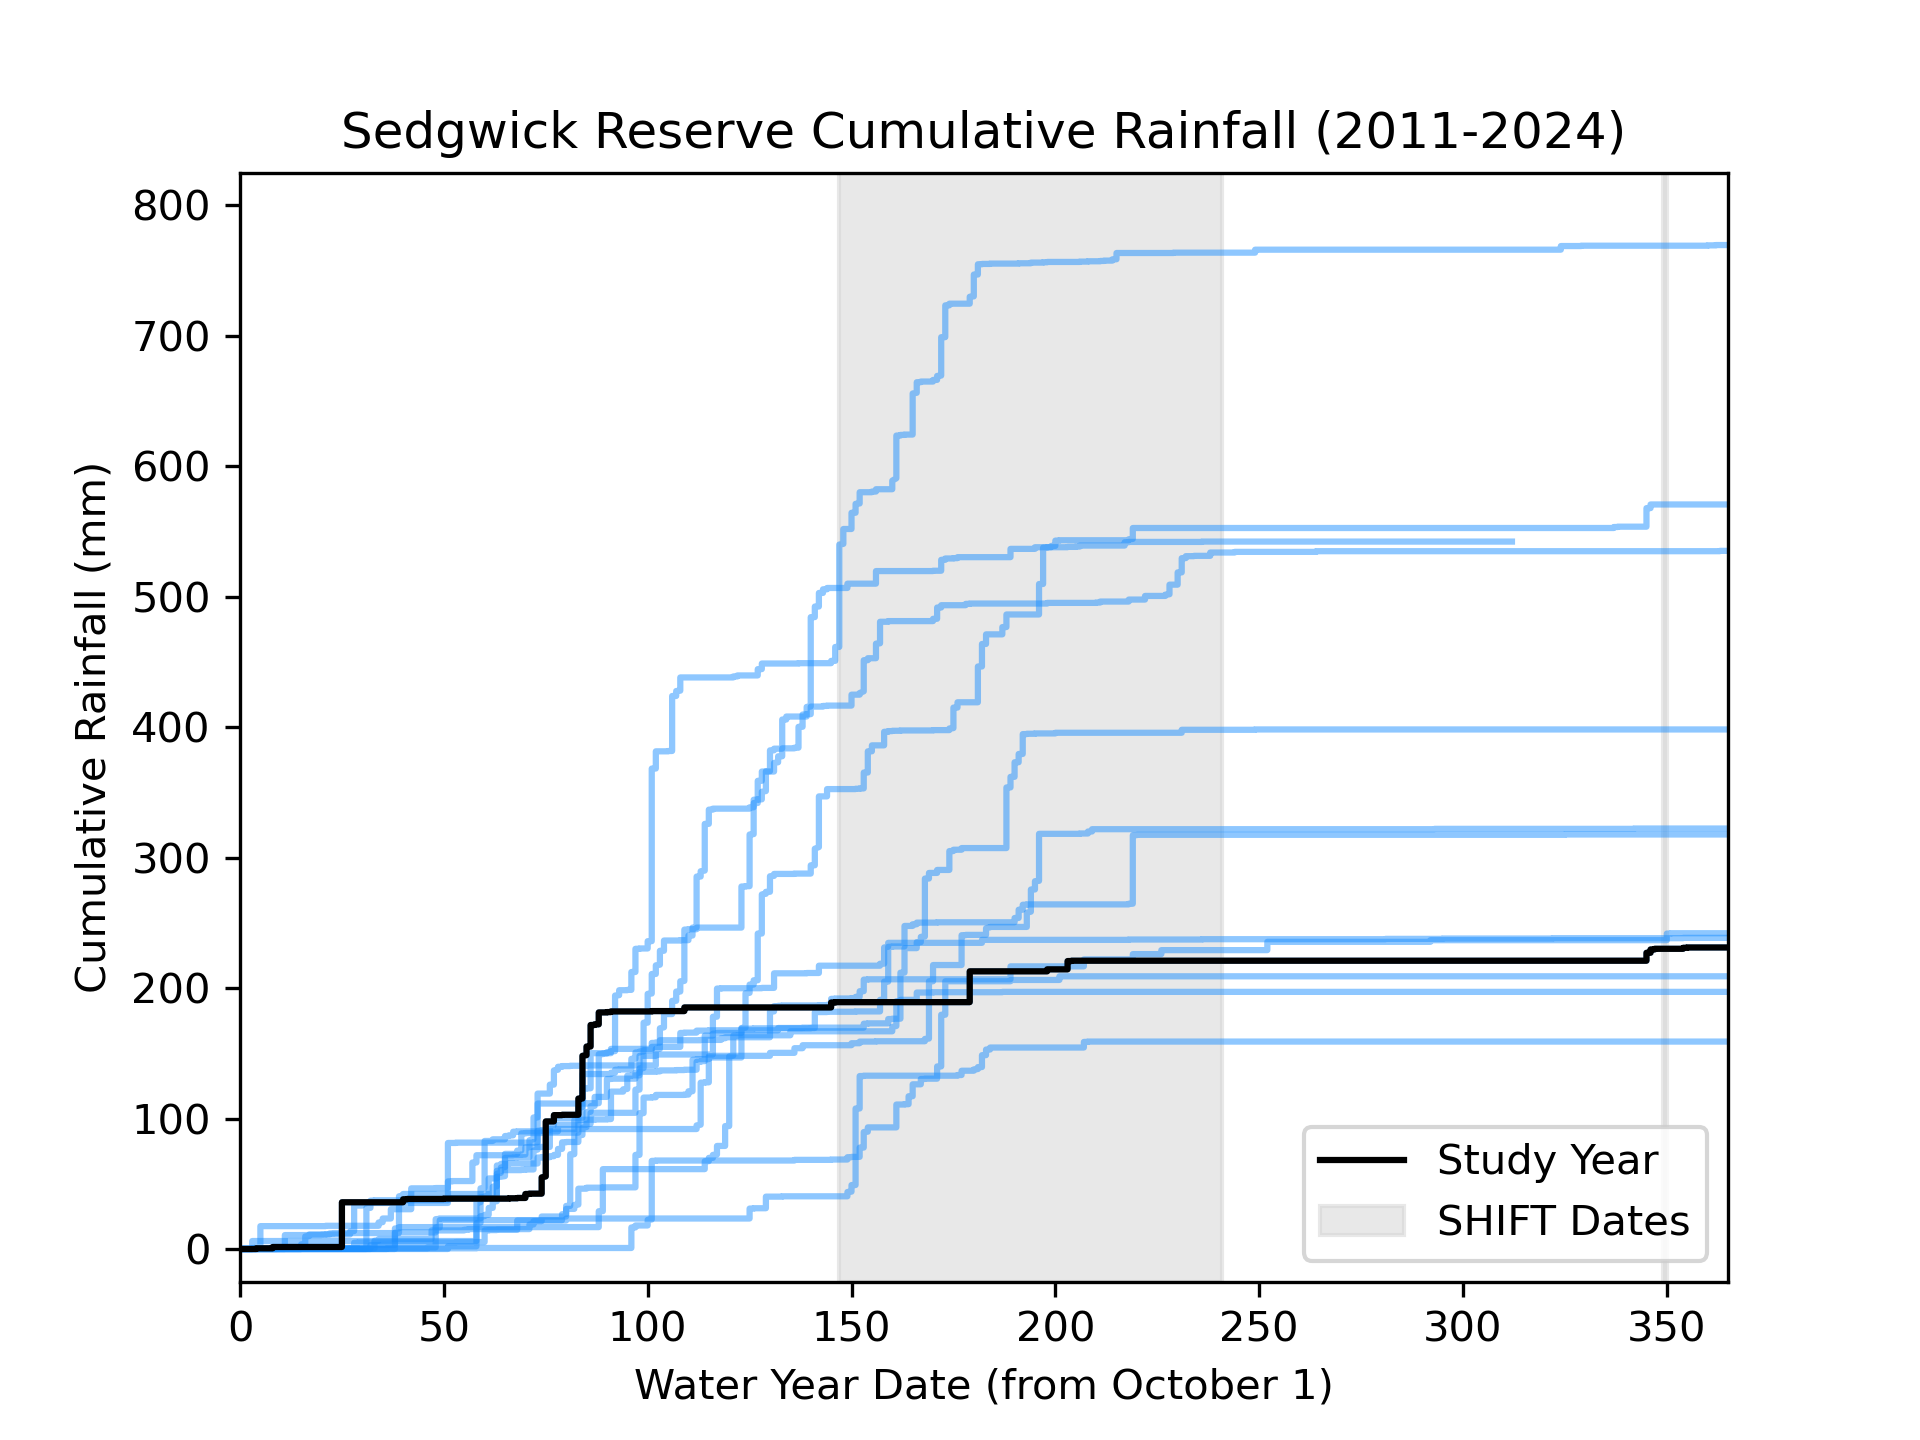 Sedgwick Reserve Cumulative Rainfall (2011-2024)
Cumulative Rainfall (mm)
800
700
600
500
400
300
200
100
0
Study Year
SHIFT Dates
0 50 100 150 200 250 300 350
Water Year Date (from October 1)